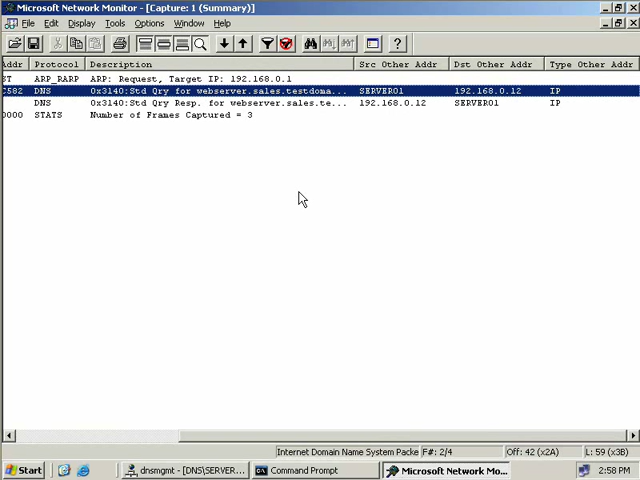 Microsoft Network Monitor - [Capture: 1 (Summary)]
File Edit Display Tools Options Window Help
Addr Protocol Description Src Other Addr Dst Other Addr Type Other Addr
ST ARP_RARP ARP: Request, Target IP: 192.168.0.1
C582 DNS 0x3140:Std Qry for webserver.sales.testdoma... SERVER01 192.168.0.12 IP
DNS 0x3140:Std Qry Resp. for webserver.sales.te... 192.168.0.12 SERVER01 IP
0000 STATS Number of Frames Captured = 3
Internet Domain Name System Packe F#: 2/4 Off: 42 (x2A) L: 59 (x3B)
Start dnsmgmt - [DNS\SERVER... Command Prompt Microsoft Network Mo... 2:58 PM